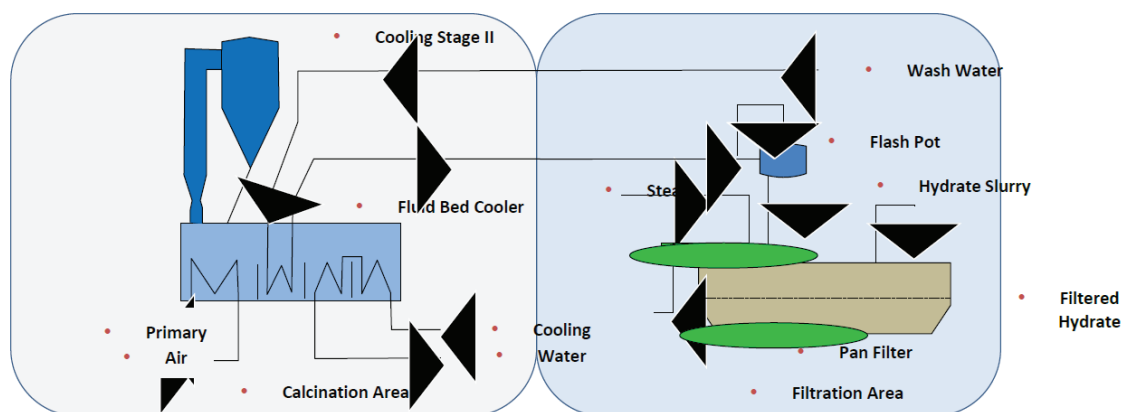 Cooling Stage II
Wash Water
Flash Pot
Hydrate Slurry
Fluid Bed Cooler
Filtered
Hydrate
Primary
Air
Cooling
Water
Pan Filter
Calcination Area
Filtration Area